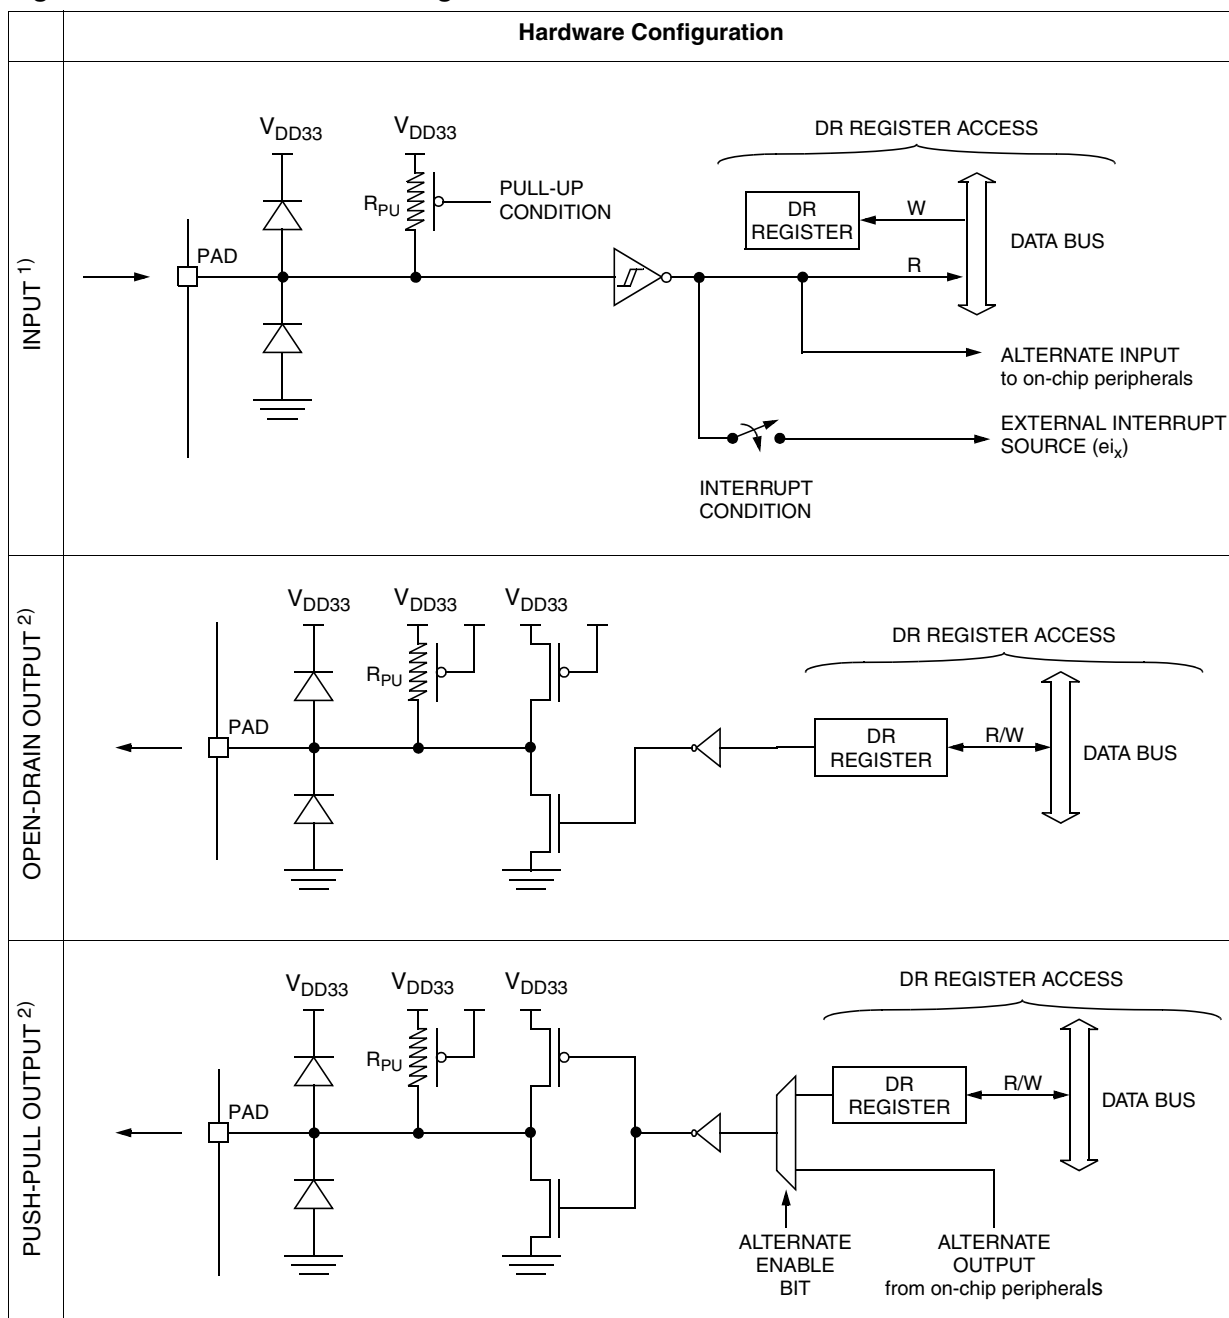 Hardware Configuration
INPUT 1)
VDD33
VDD33
DR REGISTER ACCESS
RPU
PULL-UP
CONDITION
DR
REGISTER
W
DATA BUS
PAD
R
ALTERNATE INPUT
to on-chip peripherals
EXTERNAL INTERRUPT
SOURCE (eix)
INTERRUPT
CONDITION
OPEN-DRAIN OUTPUT 2)
VDD33
VDD33
VDD33
DR REGISTER ACCESS
RPU
PAD
DR
REGISTER
R/W
DATA BUS
PUSH-PULL OUTPUT 2)
VDD33
VDD33
VDD33
DR REGISTER ACCESS
RPU
PAD
DR
REGISTER
R/W
DATA BUS
ALTERNATE
ENABLE
BIT
ALTERNATE
OUTPUT
from on-chip peripherals